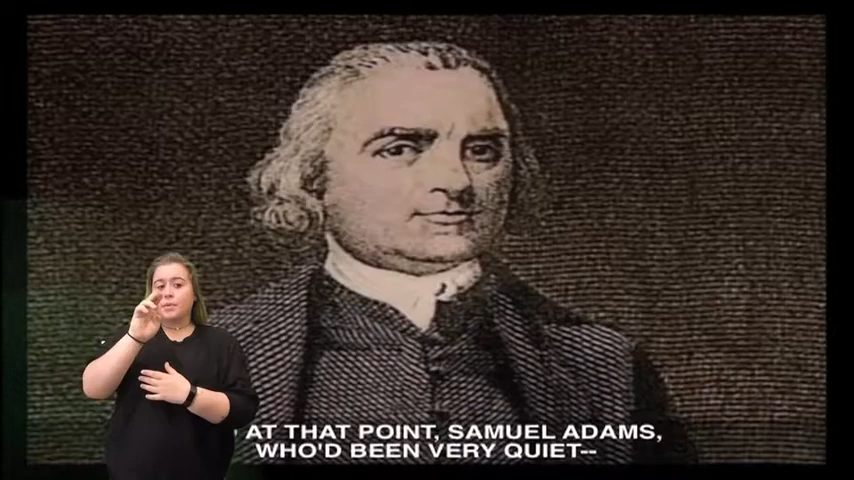 AT THAT POINT, SAMUEL ADAMS,
WHO'D BEEN VERY QUIET--